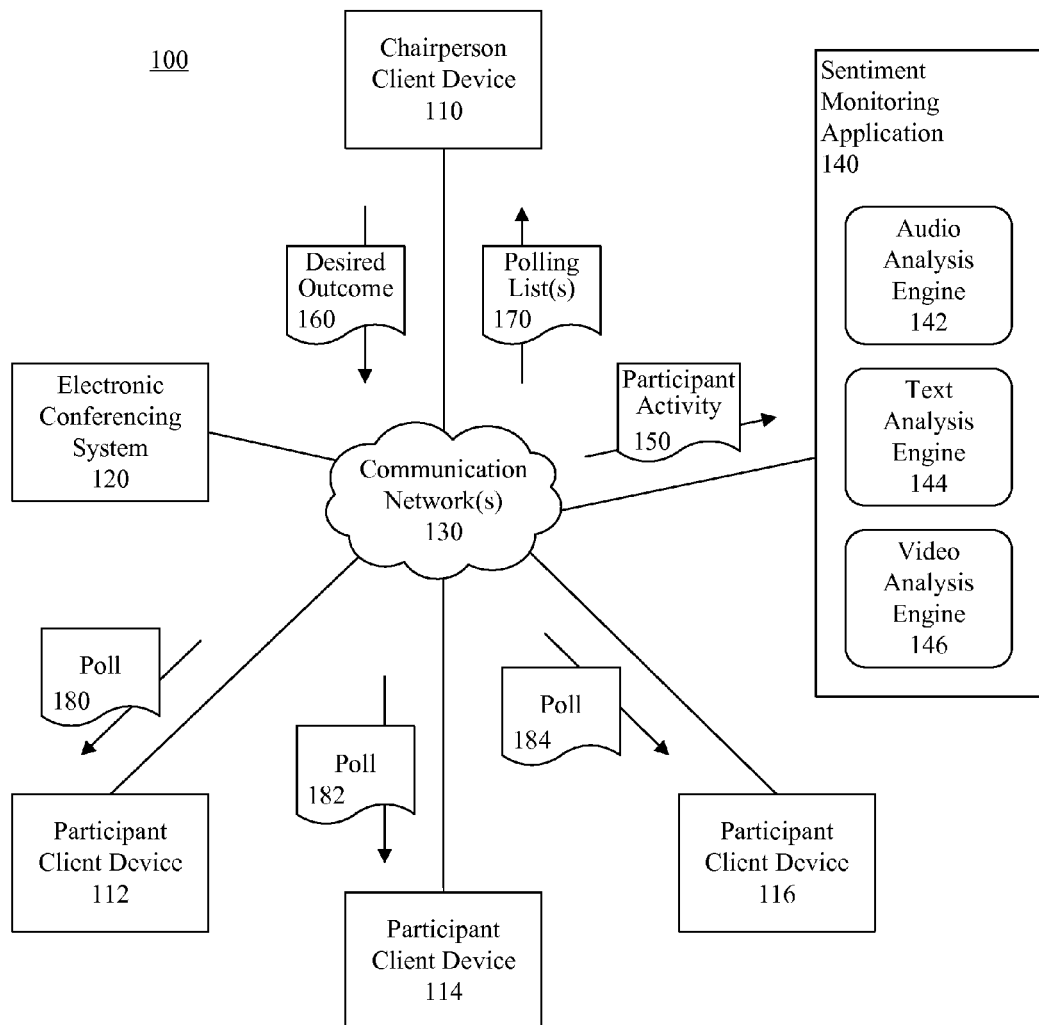 100
Chairperson
Client Device
110
Sentiment
Monitoring
Application
140
Audio
Analysis
Engine
142
Text
Analysis
Engine
144
Video
Analysis
Engine
146
Desired
Outcome
160
Polling
List(s)
170
Participant
Activity
150
Electronic
Conferencing
System
120
Communication
Network(s)
130
Poll
180
Poll
182
Poll
184
Participant
Client Device
112
Participant
Client Device
114
Participant
Client Device
116